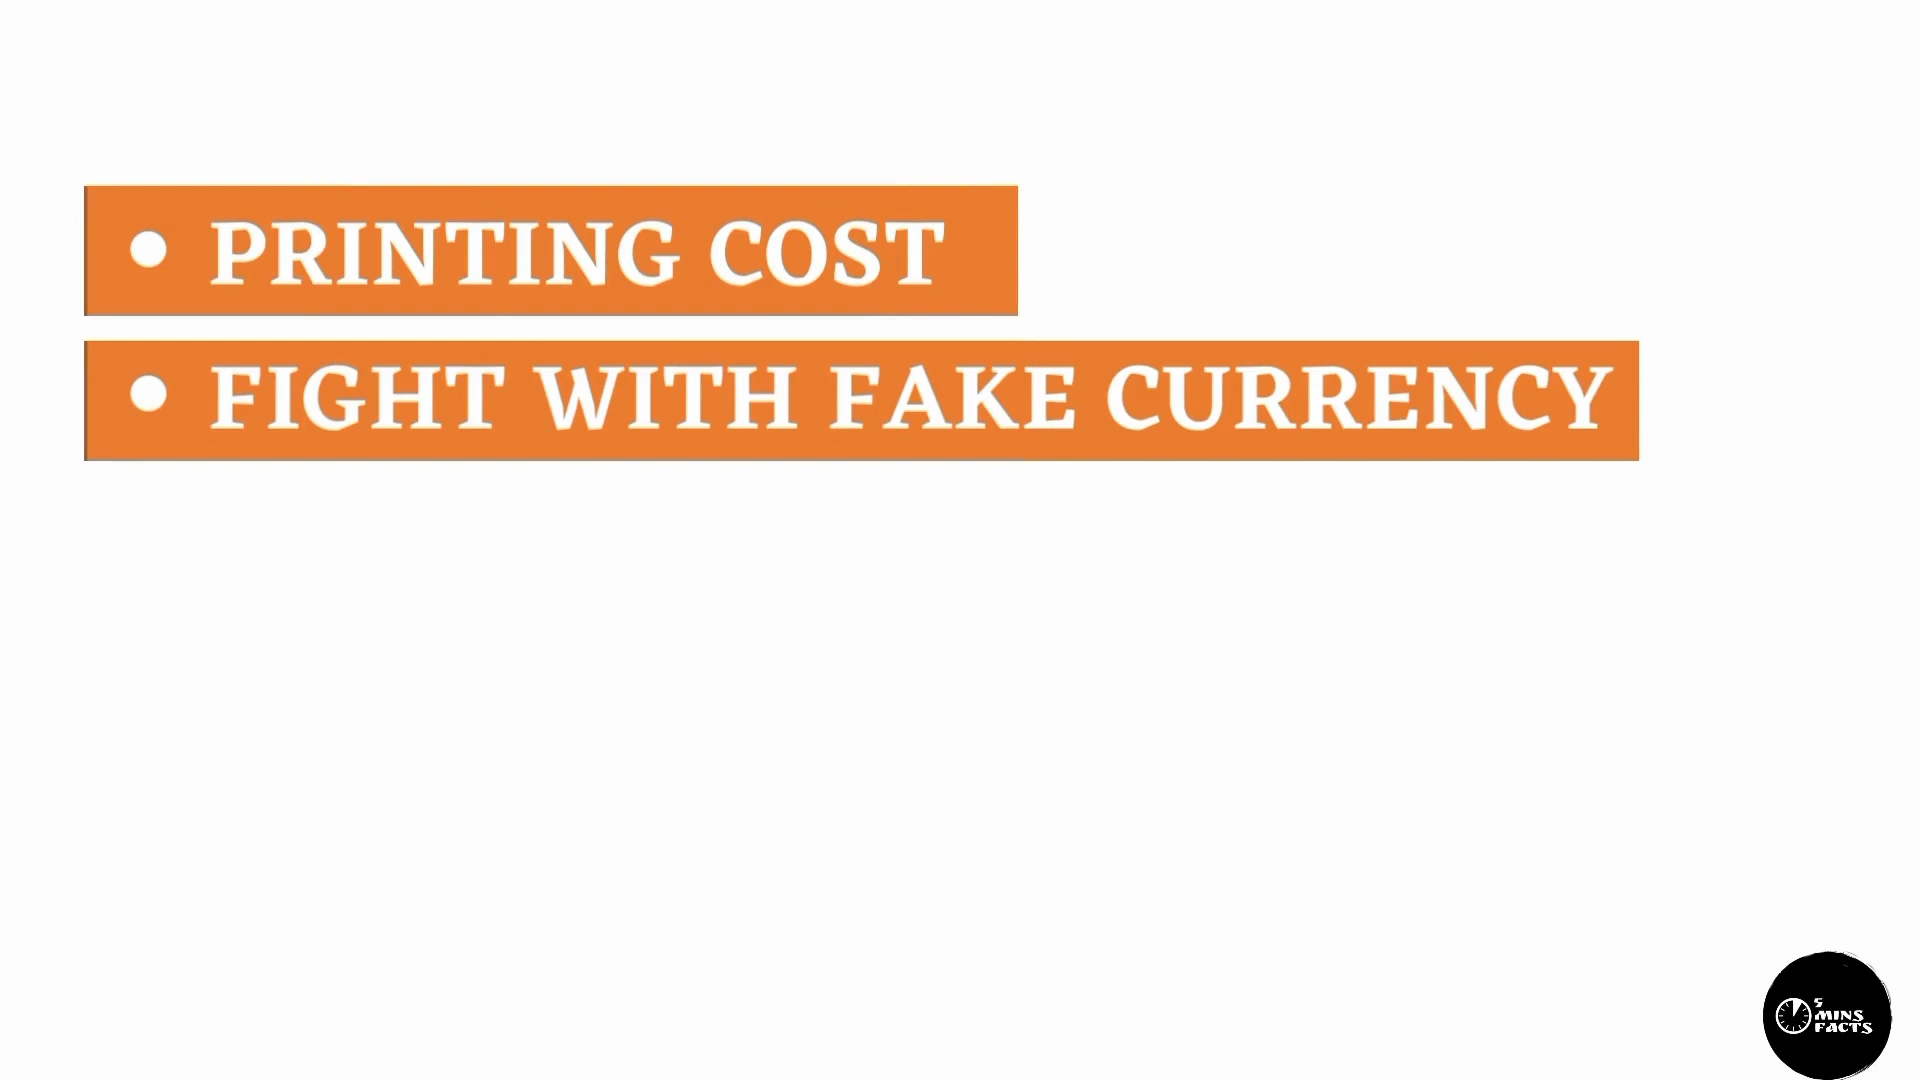 • PRINTING COST
• FIGHT WITH FAKE CURRENCY
5
MINS
FACTS